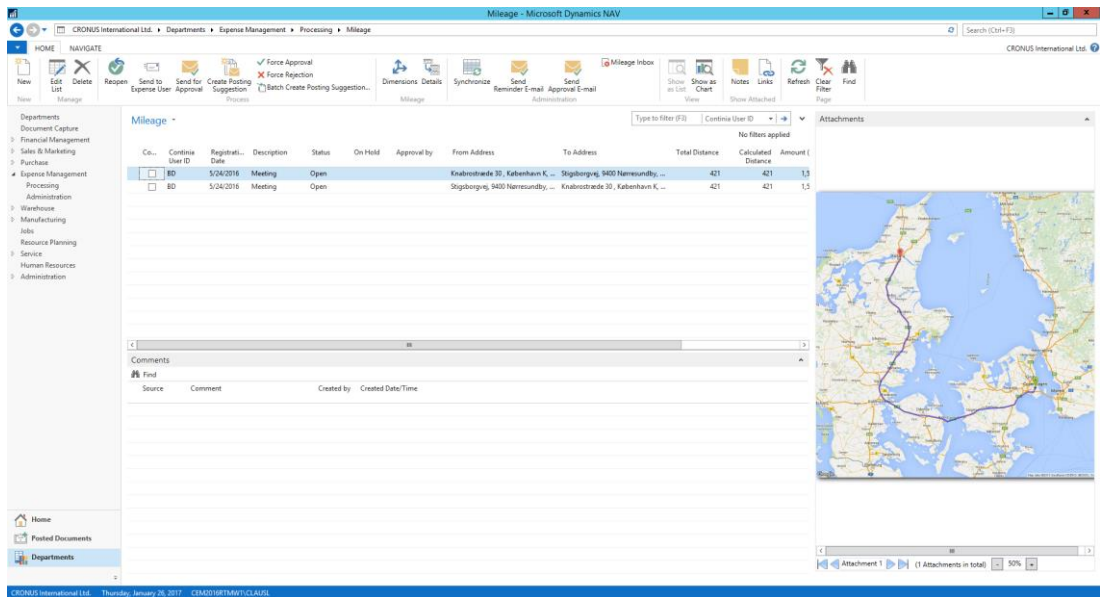 Mileage - Microsoft Dynamics NAV
CRONUS International Ltd. Departments Expense Management Processing Mileage
Search (Ctrl+F3)
HOME NAVIGATE
CRONUS International Ltd.
New
Edit List
Delete
Reopen
Send to Expense User
Send for Approval
Create Posting Suggestion
Force Approval
Force Rejection
Batch Create Posting Suggestion...
Dimensions
Details
Synchronize
Send Reminder E-mail
Send Approval E-mail
Mileage Inbox
Show as List
Show as Chart
Notes
Links
Refresh
Clear Filter
Find
New Manage Process Mileage Administration View Show Attached Page
Departments
Document Capture
Financial Management
Sales & Marketing
Purchase
Expense Management
Processing
Administration
Warehouse
Manufacturing
Jobs
Resource Planning
Service
Human Resources
Administration
Home
Posted Documents
Departments
Mileage
Type to filter (F3) Continia User ID
No filters applied
Co... Continia User ID Registrati... Date Description Status On Hold Approval by From Address To Address Total Distance Calculated Distance Amount (
BD 5/24/2016 Meeting Open Knabrostræde 30 , København K, ... Stigsborgvej, 9400 Nørresundby, ... 421 421 1,5
BD 5/24/2016 Meeting Open Stigsborgvej, 9400 Nørresundby, ... Knabrostræde 30 , København K, ... 421 421 1,5
Comments
Find
Source Comment Created by Created Date/Time
Attachments
Attachment 1 (1 Attachments in total) - 50% +
CRONUS International Ltd. Thursday, January 26, 2017 CEM2016RTMW1\CLAUSL